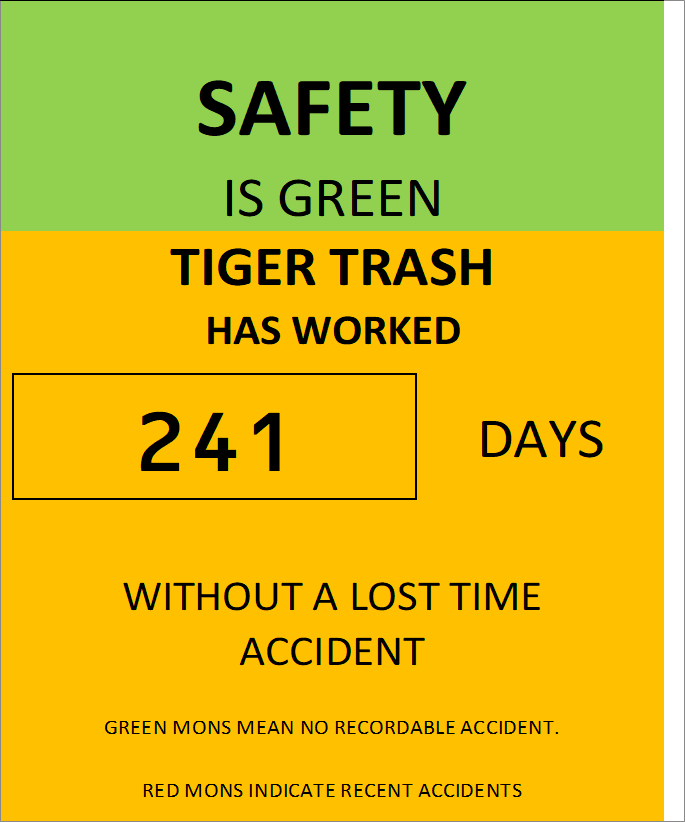 SAFETY
IS GREEN
TIGER TRASH
HAS WORKED
241 DAYS
WITHOUT A LOST TIME
ACCIDENT
GREEN MONS MEAN NO RECORDABLE ACCIDENT.
RED MONS INDICATE RECENT ACCIDENTS